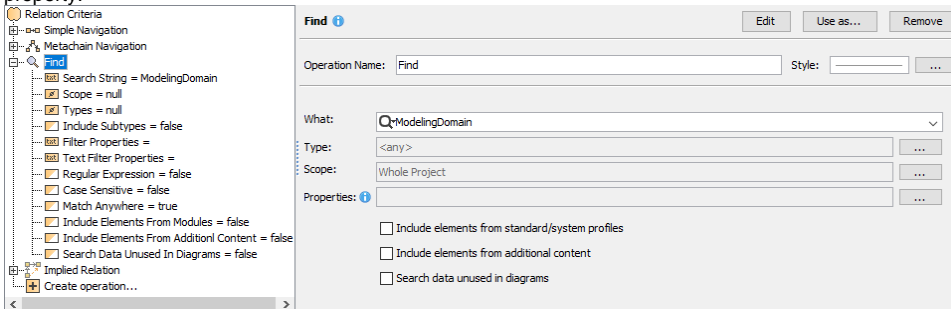 property.
Relation Criteria
Simple Navigation
Metachain Navigation
Find
Search String = ModelingDomain
Scope = null
Types = null
Include Subtypes = false
Filter Properties =
Text Filter Properties =
Regular Expression = false
Case Sensitive = false
Match Anywhere = true
Include Elements From Modules = false
Include Elements From Additionl Content = false
Search Data Unused In Diagrams = false
Implied Relation
Create operation...
Find
Edit
Use as...
Remove
Operation Name: Find
Style: ...
What: ModelingDomain
Type: <any> ...
Scope: Whole Project ...
Properties: ...
Include elements from standard/system profiles
Include elements from additional content
Search data unused in diagrams